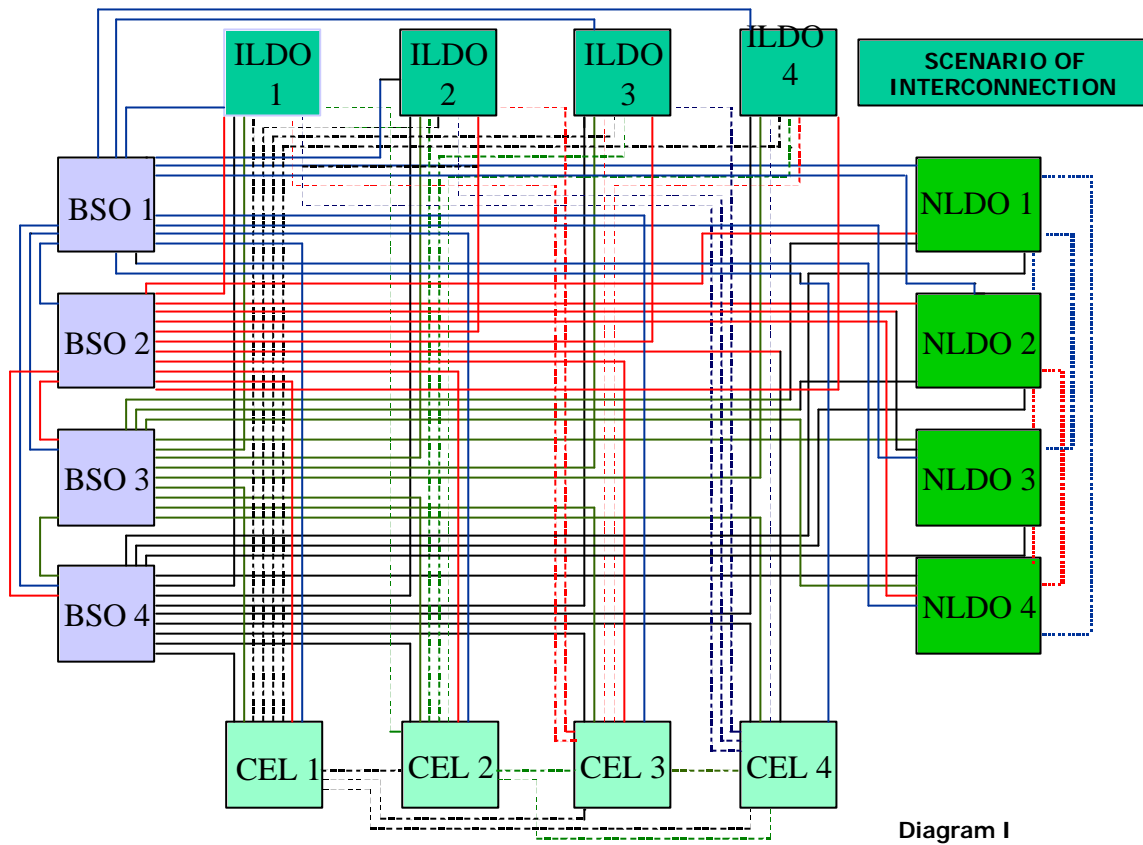 ILDO
1
ILDO
2
ILDO
3
ILDO
4
SCENARIO OF
INTERCONNECTION
BSO 1
NLDO 1
BSO 2
NLDO 2
BSO 3
NLDO 3
BSO 4
NLDO 4
CEL 1
CEL 2
CEL 3
CEL 4
Diagram I